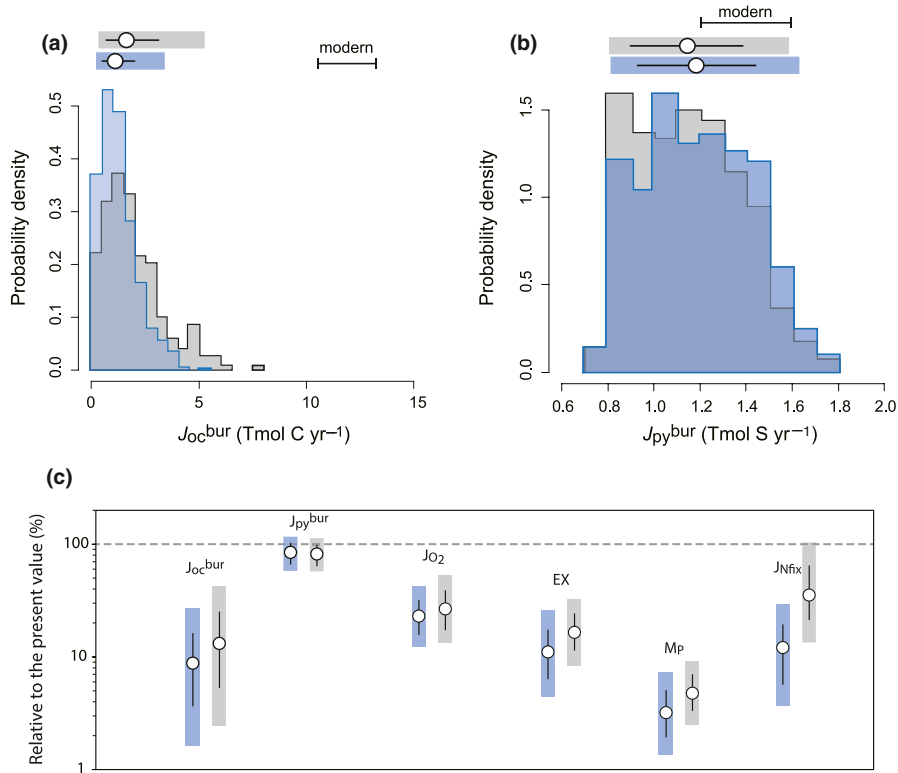 (a)
modern
0.5
0.4
0.3
0.2
0.1
0.0
Probability density
0
5
10
15
Jocbur (Tmol C yr−1)
modern
(b)
1.5
1.0
0.5
0.0
Probability density
0.6
0.8
1.0
1.2
1.4
1.6
1.8
2.0
Jpybur (Tmol S yr−1)
(c)
Relative to the present value (%)
100
10
1
Jocbur
Jpybur
JO2
EX
MP
JNfix